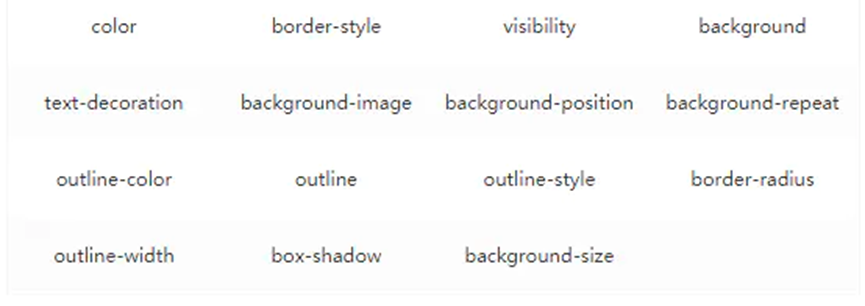 color border-style visibility background
text-decoration background-image background-position background-repeat
outline-color outline outline-style border-radius
outline-width box-shadow background-size